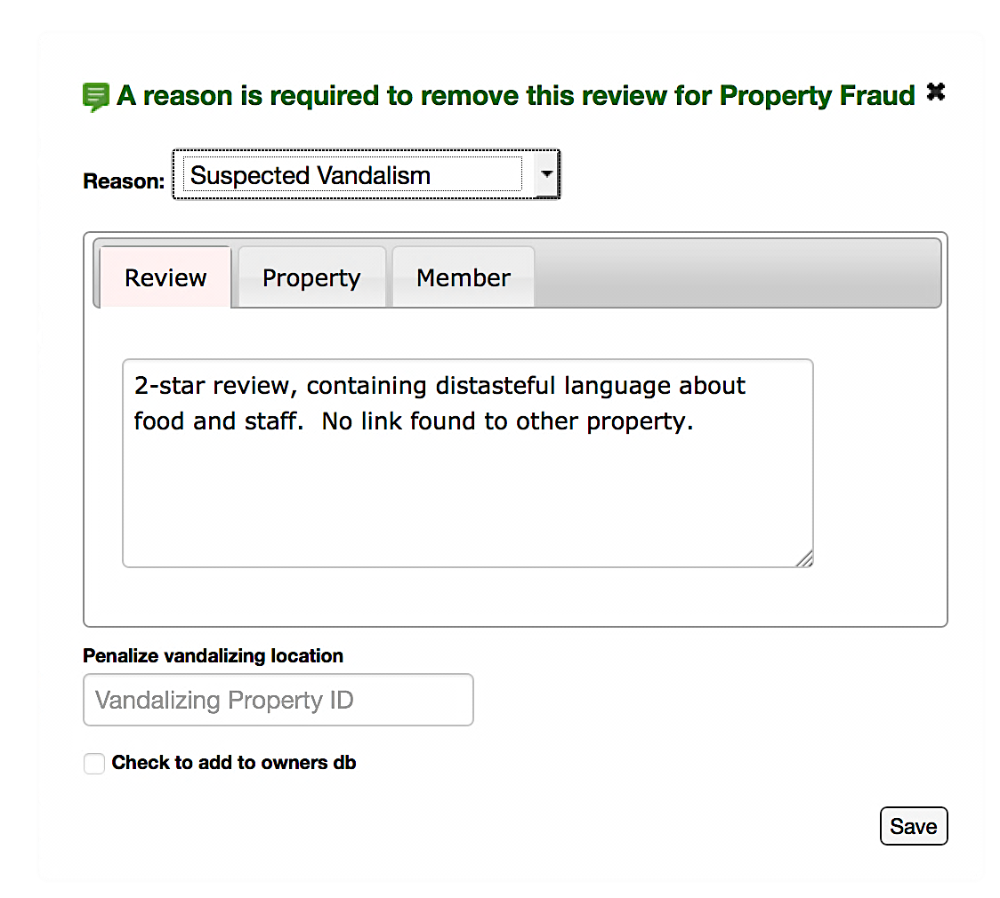 A reason is required to remove this review for Property Fraud ✖
Reason: Suspected Vandalism
Review Property Member
2-star review, containing distasteful language about
food and staff.  No link found to other property.
Penalize vandalizing location
Vandalizing Property ID
Check to add to owners db
Save